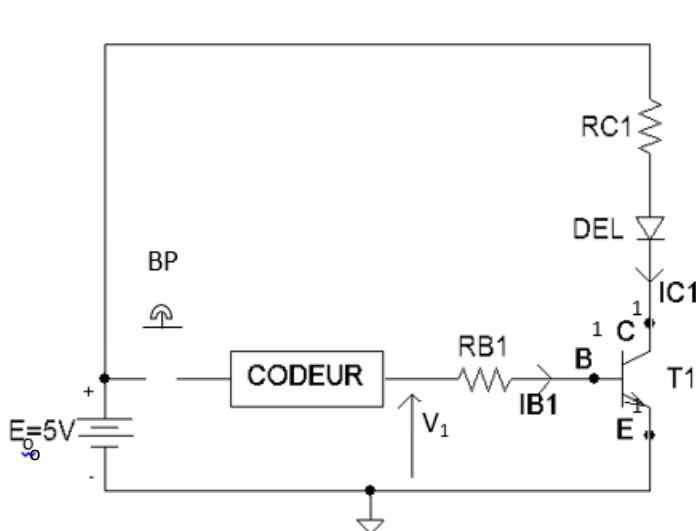 RC1
DEL
BP
IC1
1
1
C
RB1
B
CODEUR
T1
+
IB1
-1
E
V1
E=5V
o
o
-